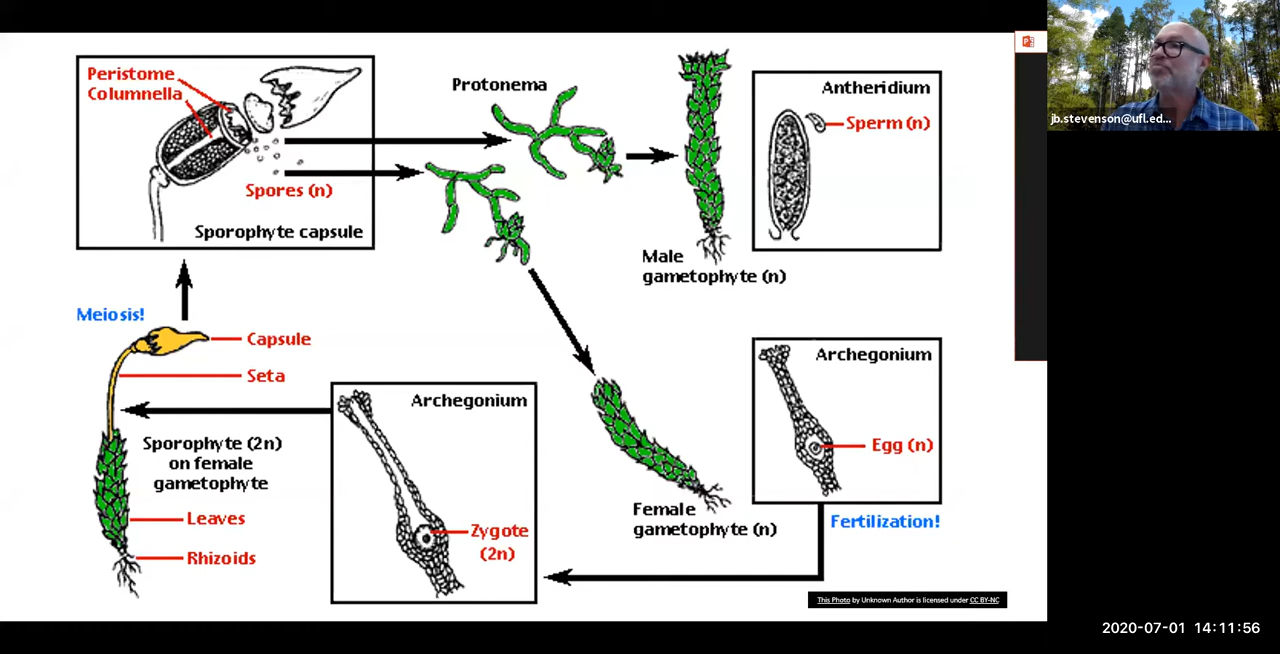 Peristome
Columnella
Spores (n)
Sporophyte capsule
Protonema
Male
gametophyte (n)
Antheridium
Sperm (n)
jb.stevenson@ufl.ed...
Meiosis!
Capsule
Seta
Sporophyte (2n)
on female
gametophyte
Leaves
Rhizoids
Archegonium
Zygote
(2n)
Female
gametophyte (n)
Archegonium
Egg (n)
Fertilization!
This Photo by Unknown Author is licensed under CC BY-NC
2020-07-01 14:11:56